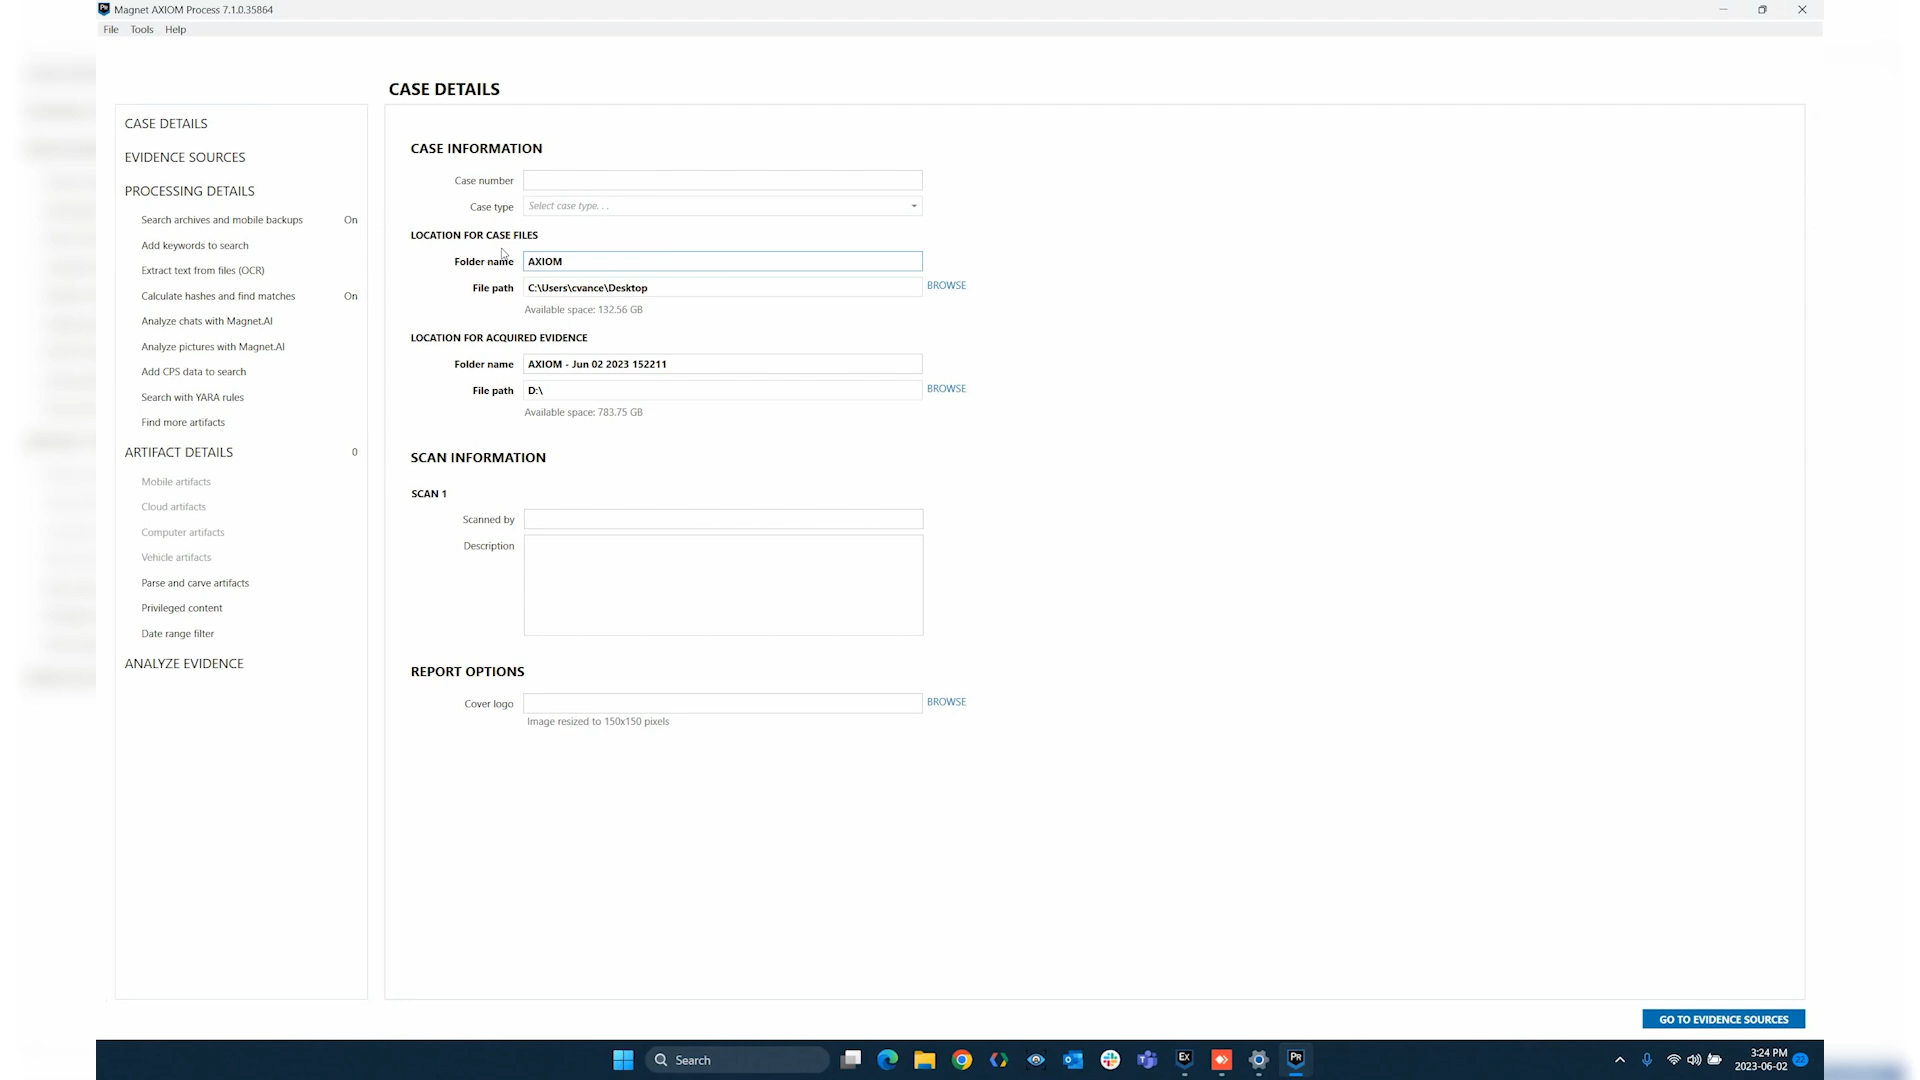 Magnet AXIOM Process 7.1.0.35864
File Tools Help
CASE DETAILS
CASE DETAILS
EVIDENCE SOURCES
PROCESSING DETAILS
Search archives and mobile backups On
Add keywords to search
Extract text from files (OCR)
Calculate hashes and find matches On
Analyze chats with Magnet.AI
Analyze pictures with Magnet.AI
Add CPS data to search
Search with YARA rules
Find more artifacts
ARTIFACT DETAILS 0
Mobile artifacts
Cloud artifacts
Computer artifacts
Vehicle artifacts
Parse and carve artifacts
Privileged content
Date range filter
ANALYZE EVIDENCE
CASE INFORMATION
Case number
Case type Select case type. . .
LOCATION FOR CASE FILES
Folder name AXIOM
File path C:\Users\cvance\Desktop BROWSE
Available space: 132.56 GB
LOCATION FOR ACQUIRED EVIDENCE
Folder name AXIOM - Jun 02 2023 152211
File path D:\ BROWSE
Available space: 783.75 GB
SCAN INFORMATION
SCAN 1
Scanned by
Description
REPORT OPTIONS
Cover logo BROWSE
Image resized to 150x150 pixels
GO TO EVIDENCE SOURCES
Search
EX
PR
3:24 PM
2023-06-02
22